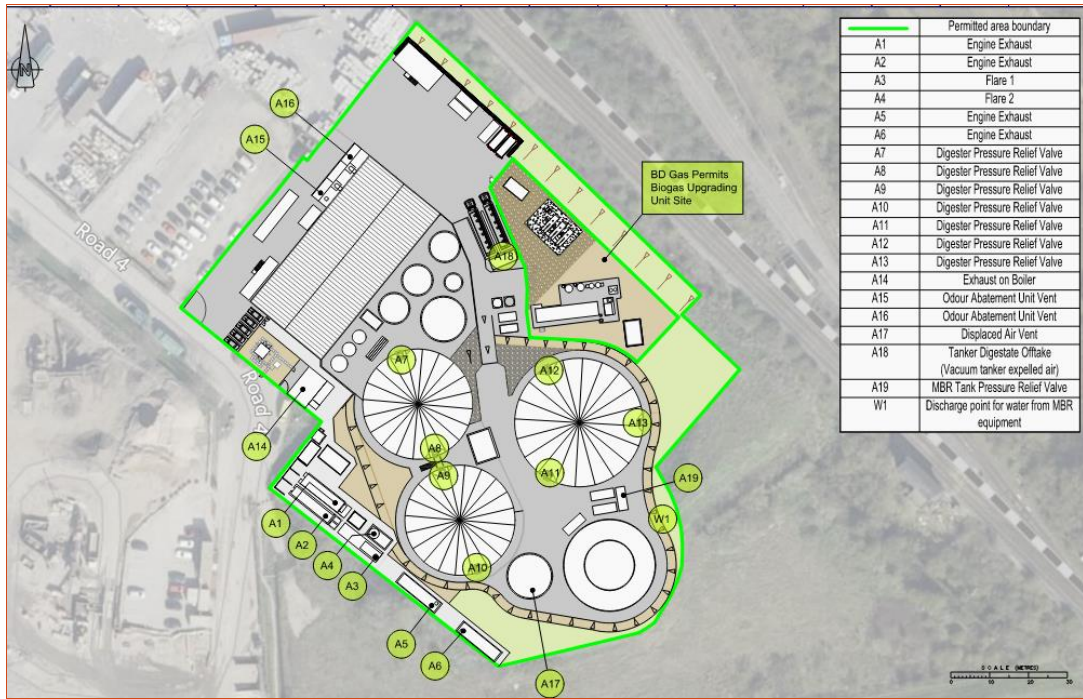 N
Permitted area boundary
A1 Engine Exhaust
A2 Engine Exhaust
A3 Flare 1
A4 Flare 2
A5 Engine Exhaust
A6 Engine Exhaust
A7 Digester Pressure Relief Valve
A8 Digester Pressure Relief Valve
A9 Digester Pressure Relief Valve
A10 Digester Pressure Relief Valve
A11 Digester Pressure Relief Valve
A12 Digester Pressure Relief Valve
A13 Digester Pressure Relief Valve
A14 Exhaust on Boiler
A15 Odour Abatement Unit Vent
A16 Odour Abatement Unit Vent
A17 Displaced Air Vent
A18 Tanker Digestate Offtake
(Vacuum tanker expelled air)
A19 MBR Tank Pressure Relief Valve
W1 Discharge point for water from MBR
equipment
A16
A15
BD Gas Permits
Biogas Upgrading
Unit Site
Road 4
A18
A7
A12
Road 4
A13
A14
A8
A9
A11
A19
A1
W1
A2
A4
A10
A3
A5
A6
A17
SCALE (METRES)
0 10 20 30